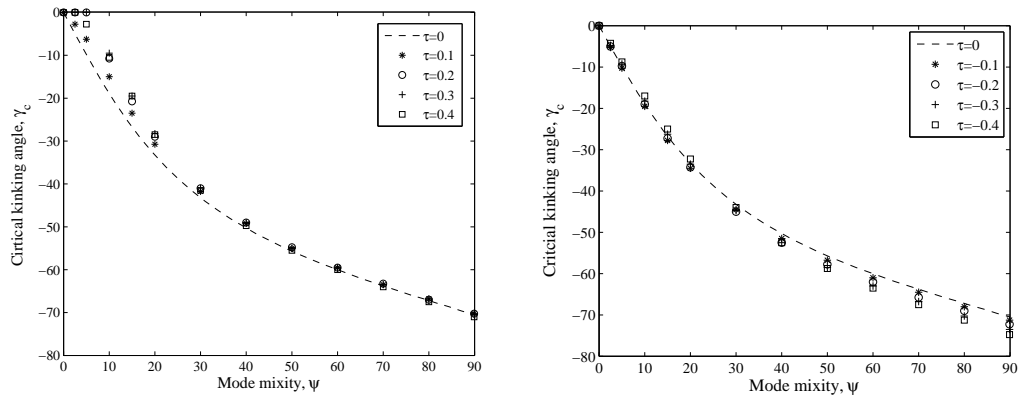 0
−10
−20
−30
−40
−50
−60
−70
−80
0 10 20 30 40 50 60 70 80 90
Cirtical kinking angle, γc
Mode mixity, ψ
τ=0
τ=0.1
τ=0.2
τ=0.3
τ=0.4
0
−10
−20
−30
−40
−50
−60
−70
−80
0 10 20 30 40 50 60 70 80 90
Critcial kinking angle, γc
Mode mixity, ψ
τ=0
τ=−0.1
τ=−0.2
τ=−0.3
τ=−0.4